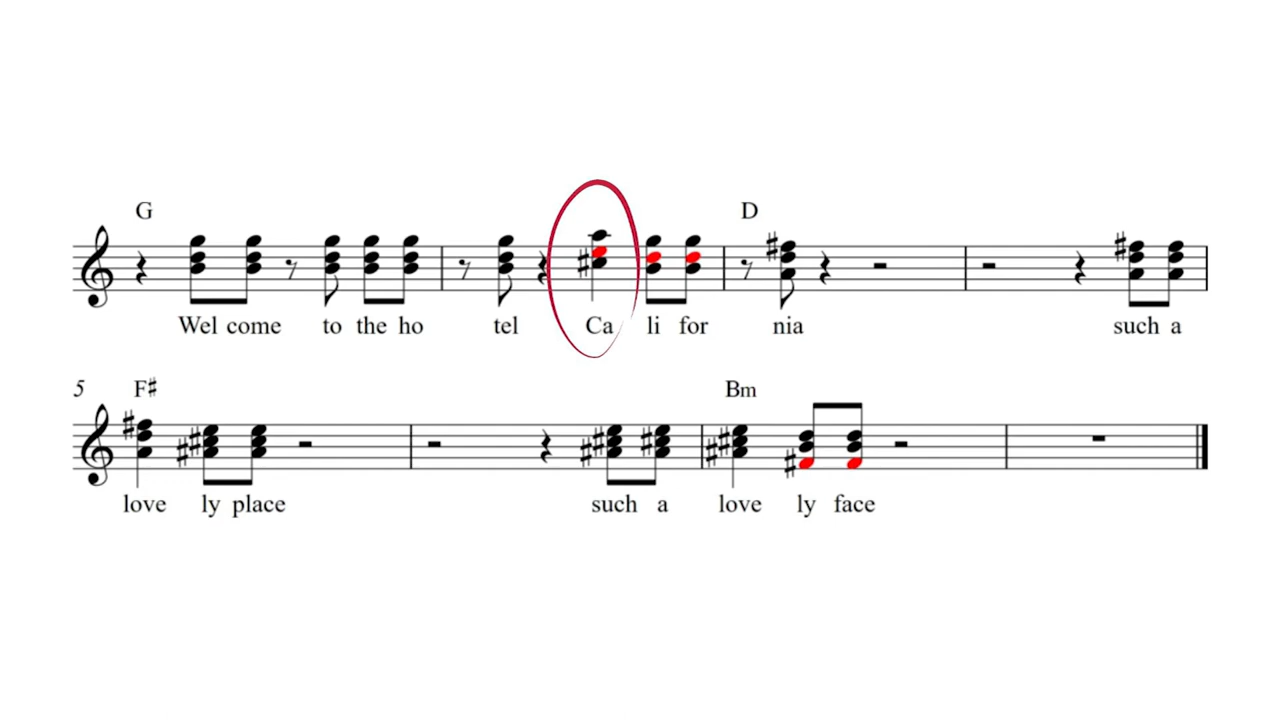 G D
Wel come to the ho tel Ca li for nia such a
5 F♯ Bm
love ly place such a love ly face